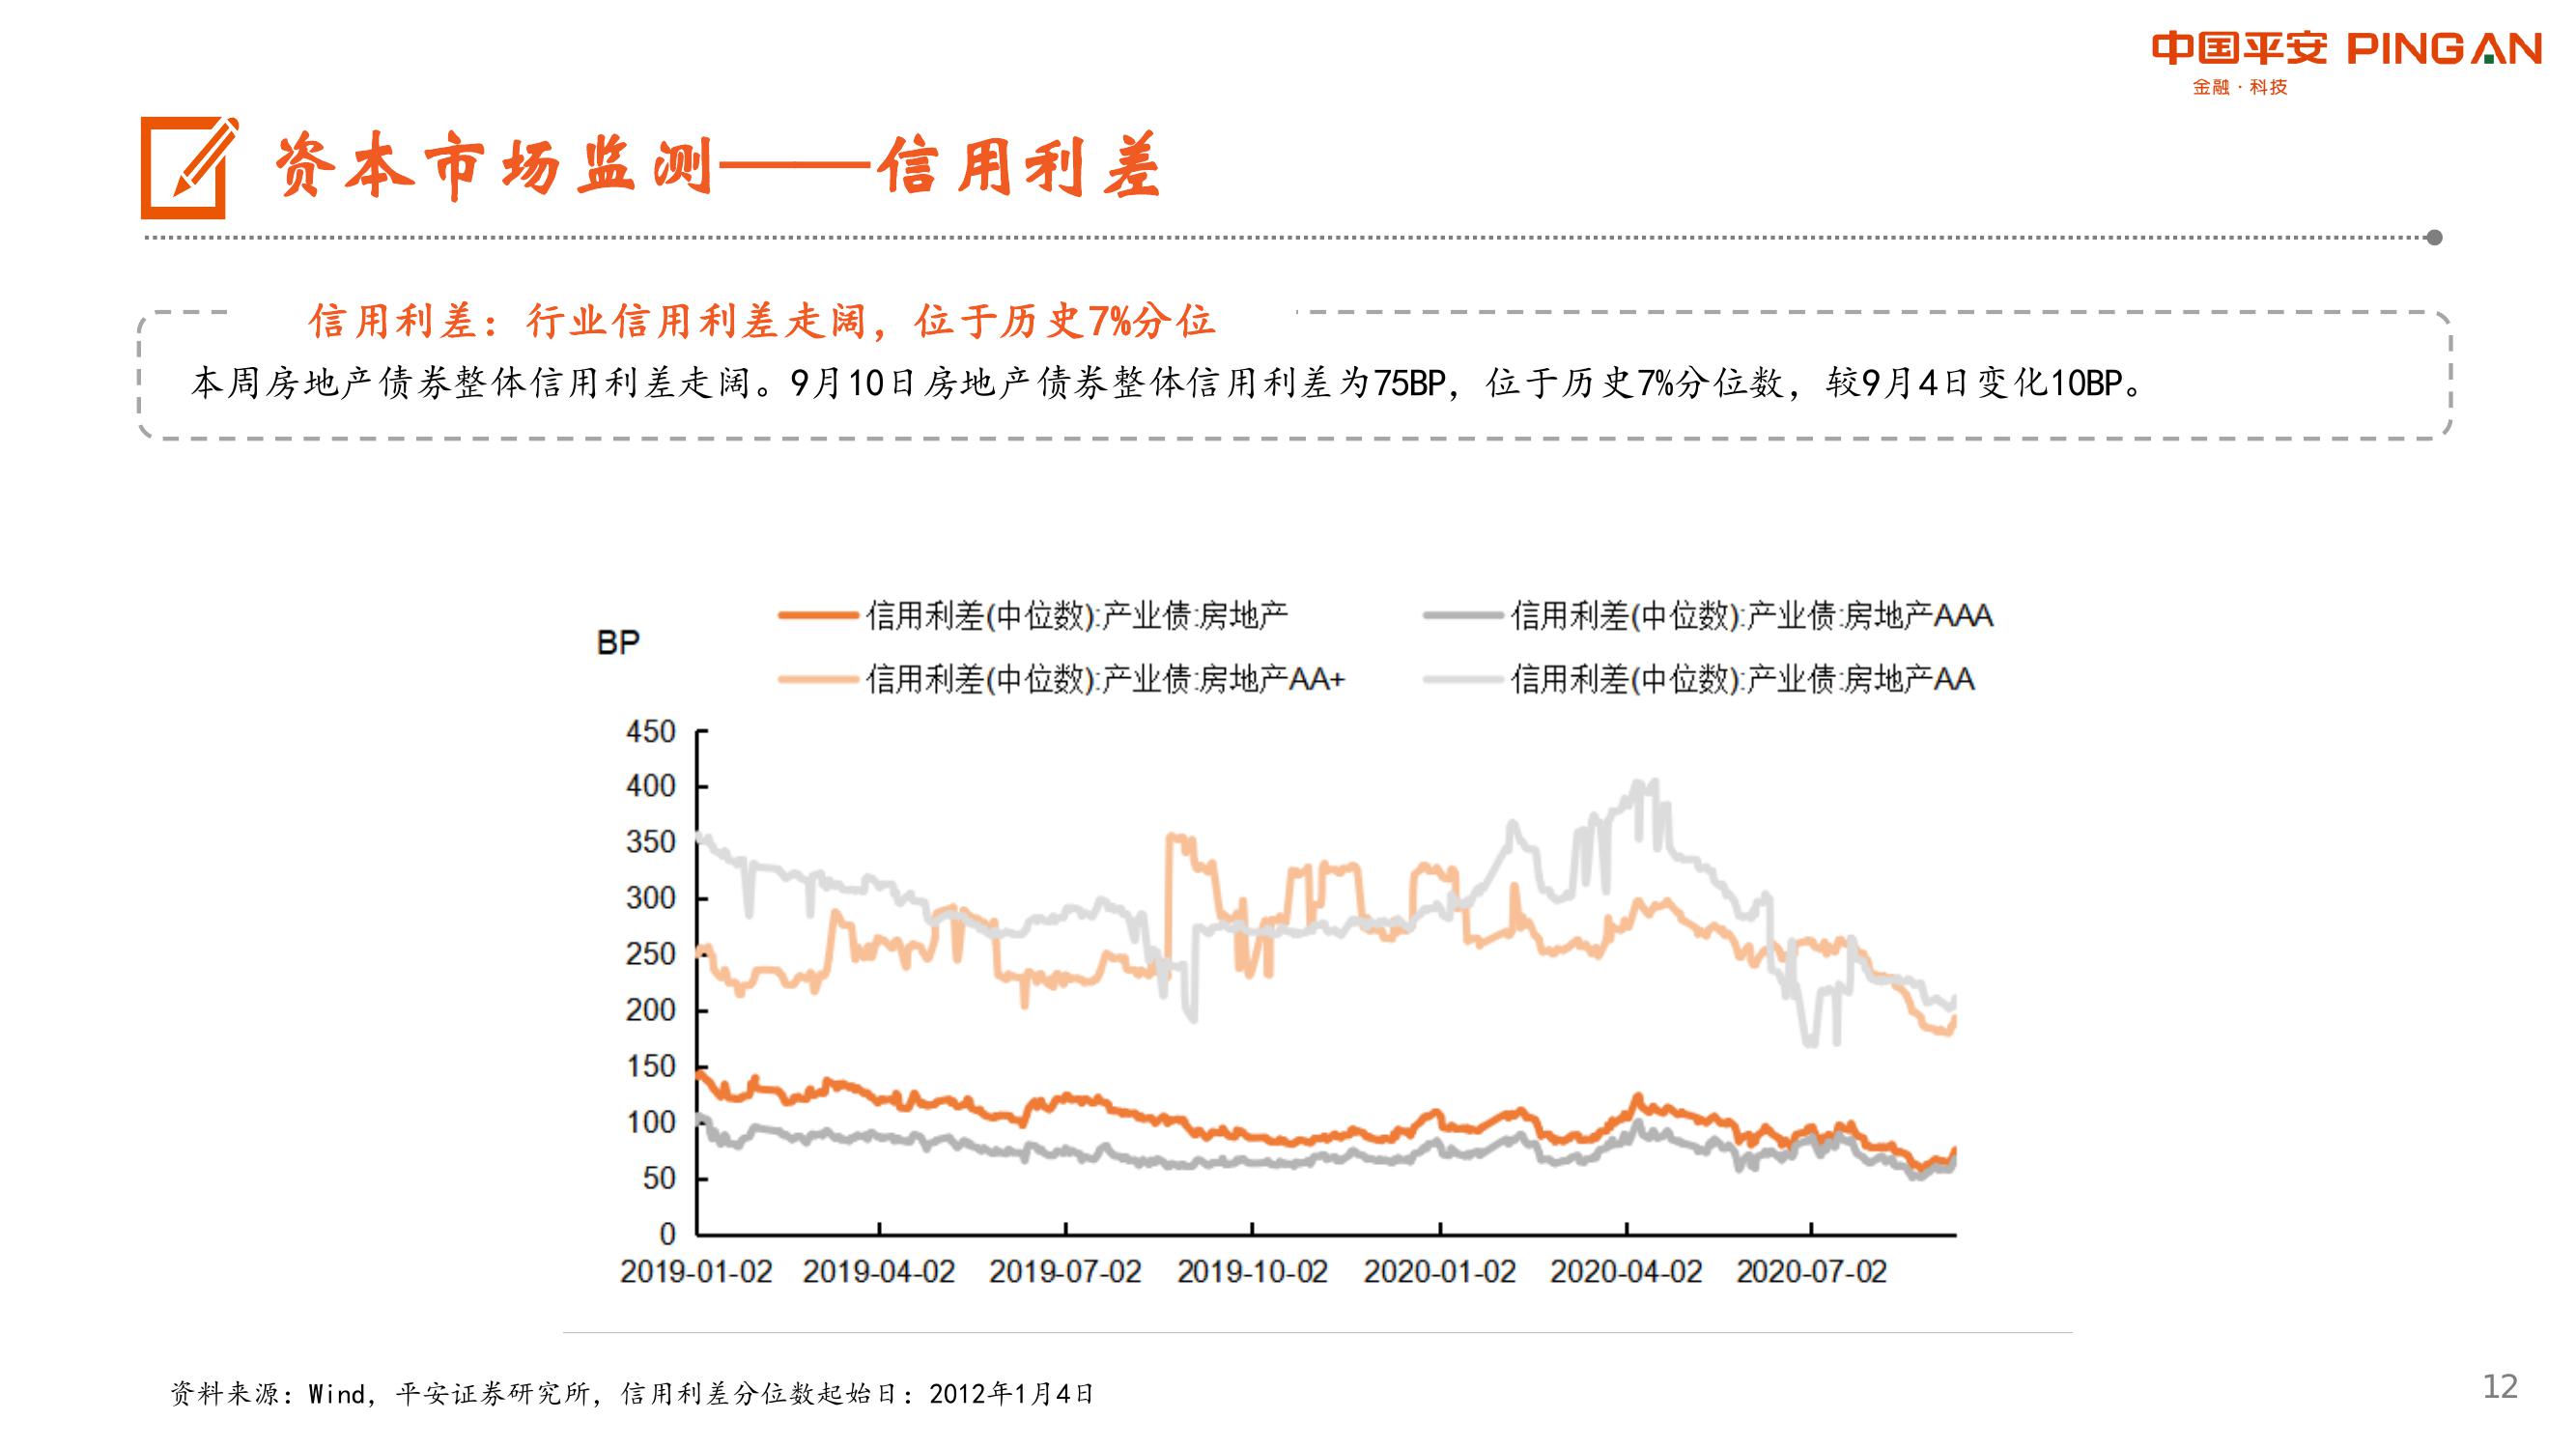 中国平安 PINGAN
金融·科技
资本市场监测——信用利差
信用利差：行业信用利差走阔，位于历史7%分位
本周房地产债券整体信用利差走阔。9月10日房地产债券整体信用利差为75BP，位于历史7%分位数，较9月4日变化10BP。
BP
信用利差(中位数):产业债:房地产
信用利差(中位数):产业债:房地产AAA
信用利差(中位数):产业债:房地产AA+
信用利差(中位数):产业债:房地产AA
450
400
350
300
250
200
150
100
50
0
2019-01-02 2019-04-02 2019-07-02 2019-10-02 2020-01-02 2020-04-02 2020-07-02
资料来源：Wind，平安证券研究所，信用利差分位数起始日：2012年1月4日
12